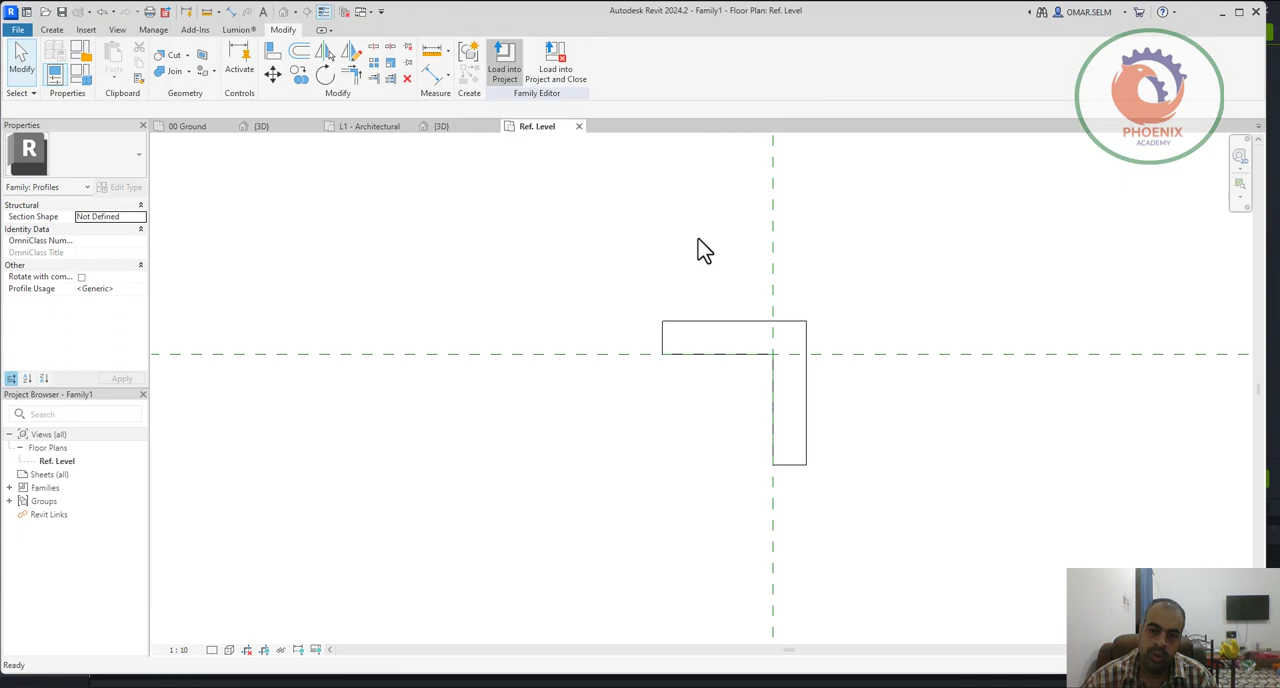 Autodesk Revit 2024.2 - Family1 - Floor Plan: Ref. Level
OMAR.SELM
File
Create
Insert
View
Manage
Add-Ins
Lumion®
Modify
Modify
Paste
Cut
Join
Activate
Load into
Project
Load into
Project and Close
Select
Properties
Clipboard
Geometry
Controls
Modify
Measure
Create
Family Editor
PHOENIX
ACADEMY
Properties
00 Ground
{3D}
L1 - Architectural
{3D}
Ref. Level
R
Family: Profiles
Edit Type
Structural
Section Shape
Not Defined
Identity Data
OmniClass Num...
OmniClass Title
Other
Rotate with com...
Profile Usage
<Generic>
Apply
Project Browser - Family1
Search
Views (all)
Floor Plans
Ref. Level
Sheets (all)
Families
Groups
Revit Links
1 : 10
Ready